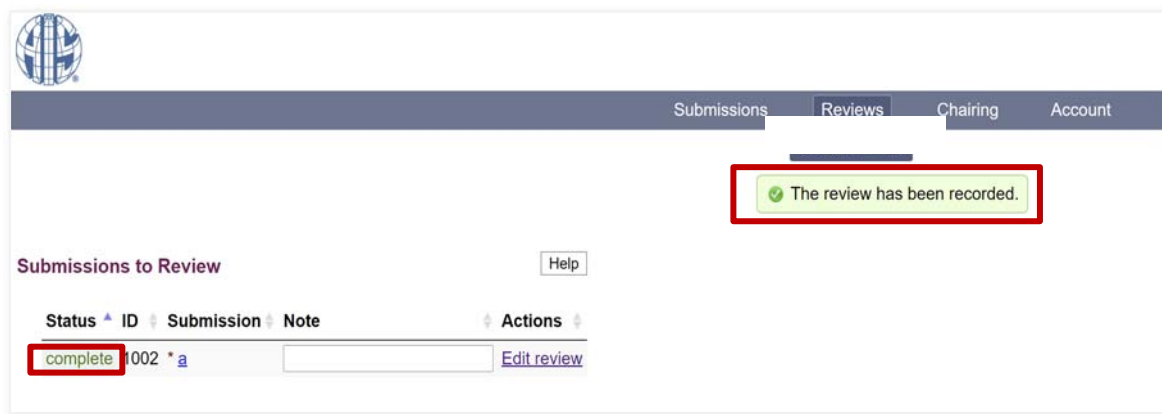 Submissions Reviews Chairing Account
The review has been recorded.
Submissions to Review Help
Status ID Submission Note Actions
complete 1002 * a Edit review